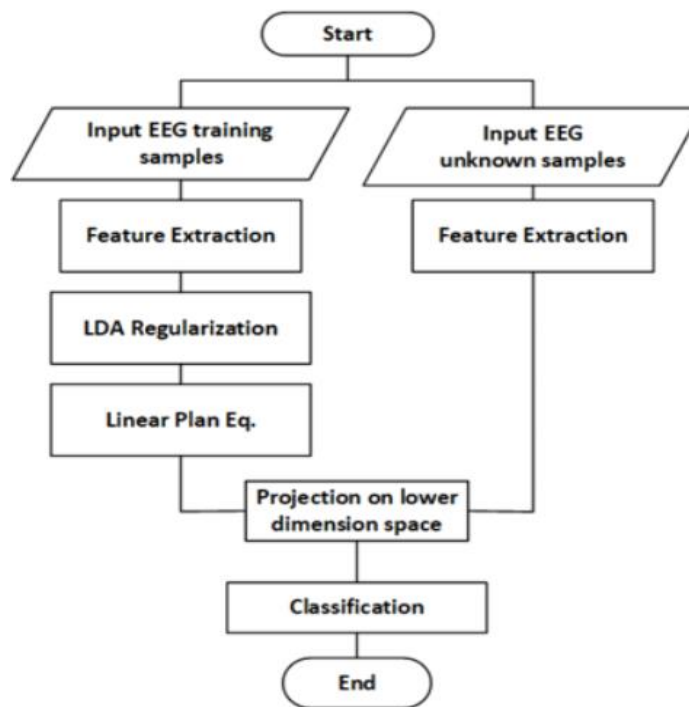 Start
Input EEG training
samples
Input EEG
unknown samples
Feature Extraction
Feature Extraction
LDA Regularization
Linear Plan Eq.
Projection on lower
dimension space
Classification
End